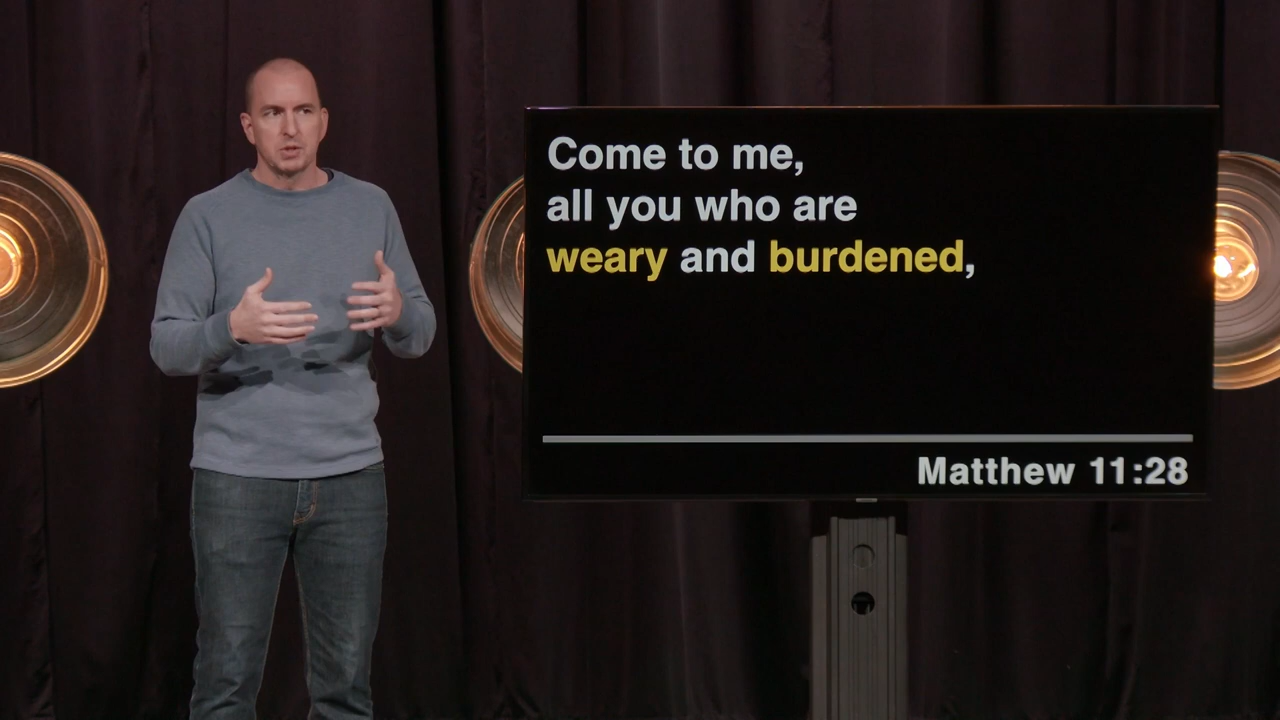 Come to me,
all you who are
weary and burdened,
Matthew 11:28